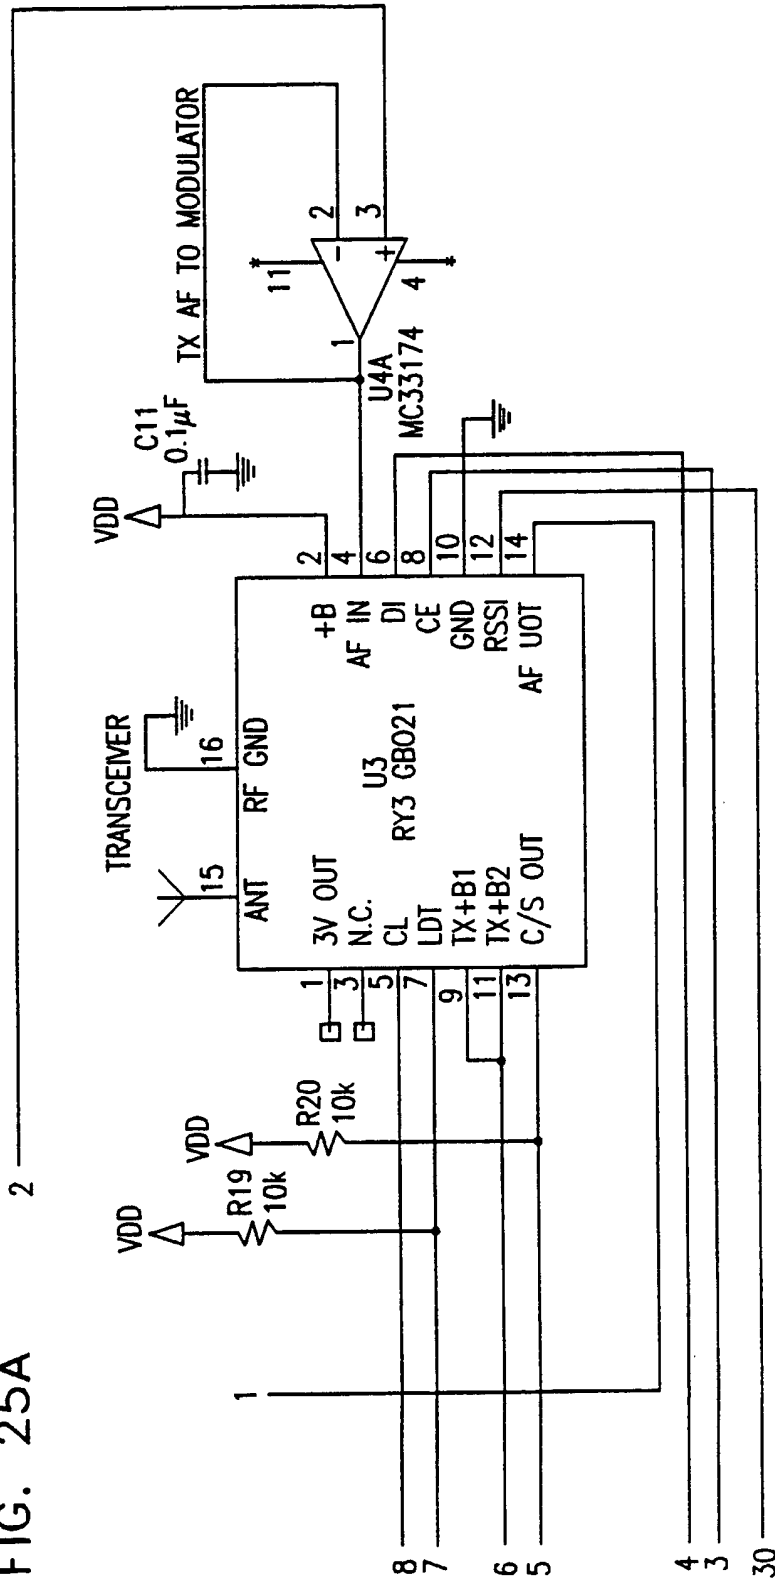 FIG. 25A
2
TX AF TO MODULATOR
2
3
11
-
+
4
1
U4A
MC33174
VDD
C11
0.1µF
TRANSCEIVER
15
16
ANT
RF GND
U3
RY3 GB021
1
3V OUT
3
N.C.
5
CL
7
LDT
9
TX+B1
11
TX+B2
13
C/S OUT
+B
2
AF IN
4
DI
6
CE
8
GND
10
RSSI
12
AF UOT
14
VDD
R19
10k
VDD
R20
10k
1
8
7
6
5
4
3
30